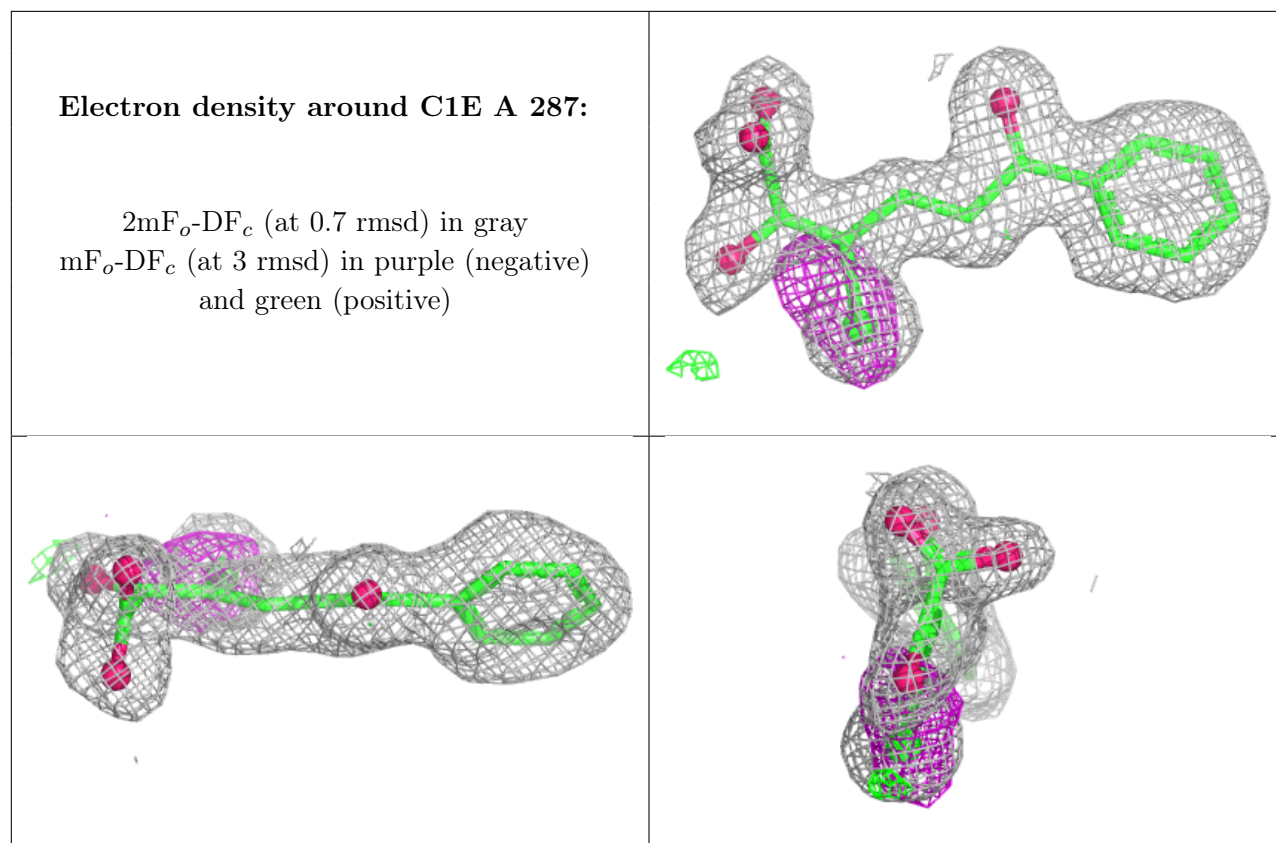 Electron density around C1E A 287:
2mFₒ-DF𝒸 (at 0.7 rmsd) in gray
mFₒ-DF𝒸 (at 3 rmsd) in purple (negative)
and green (positive)